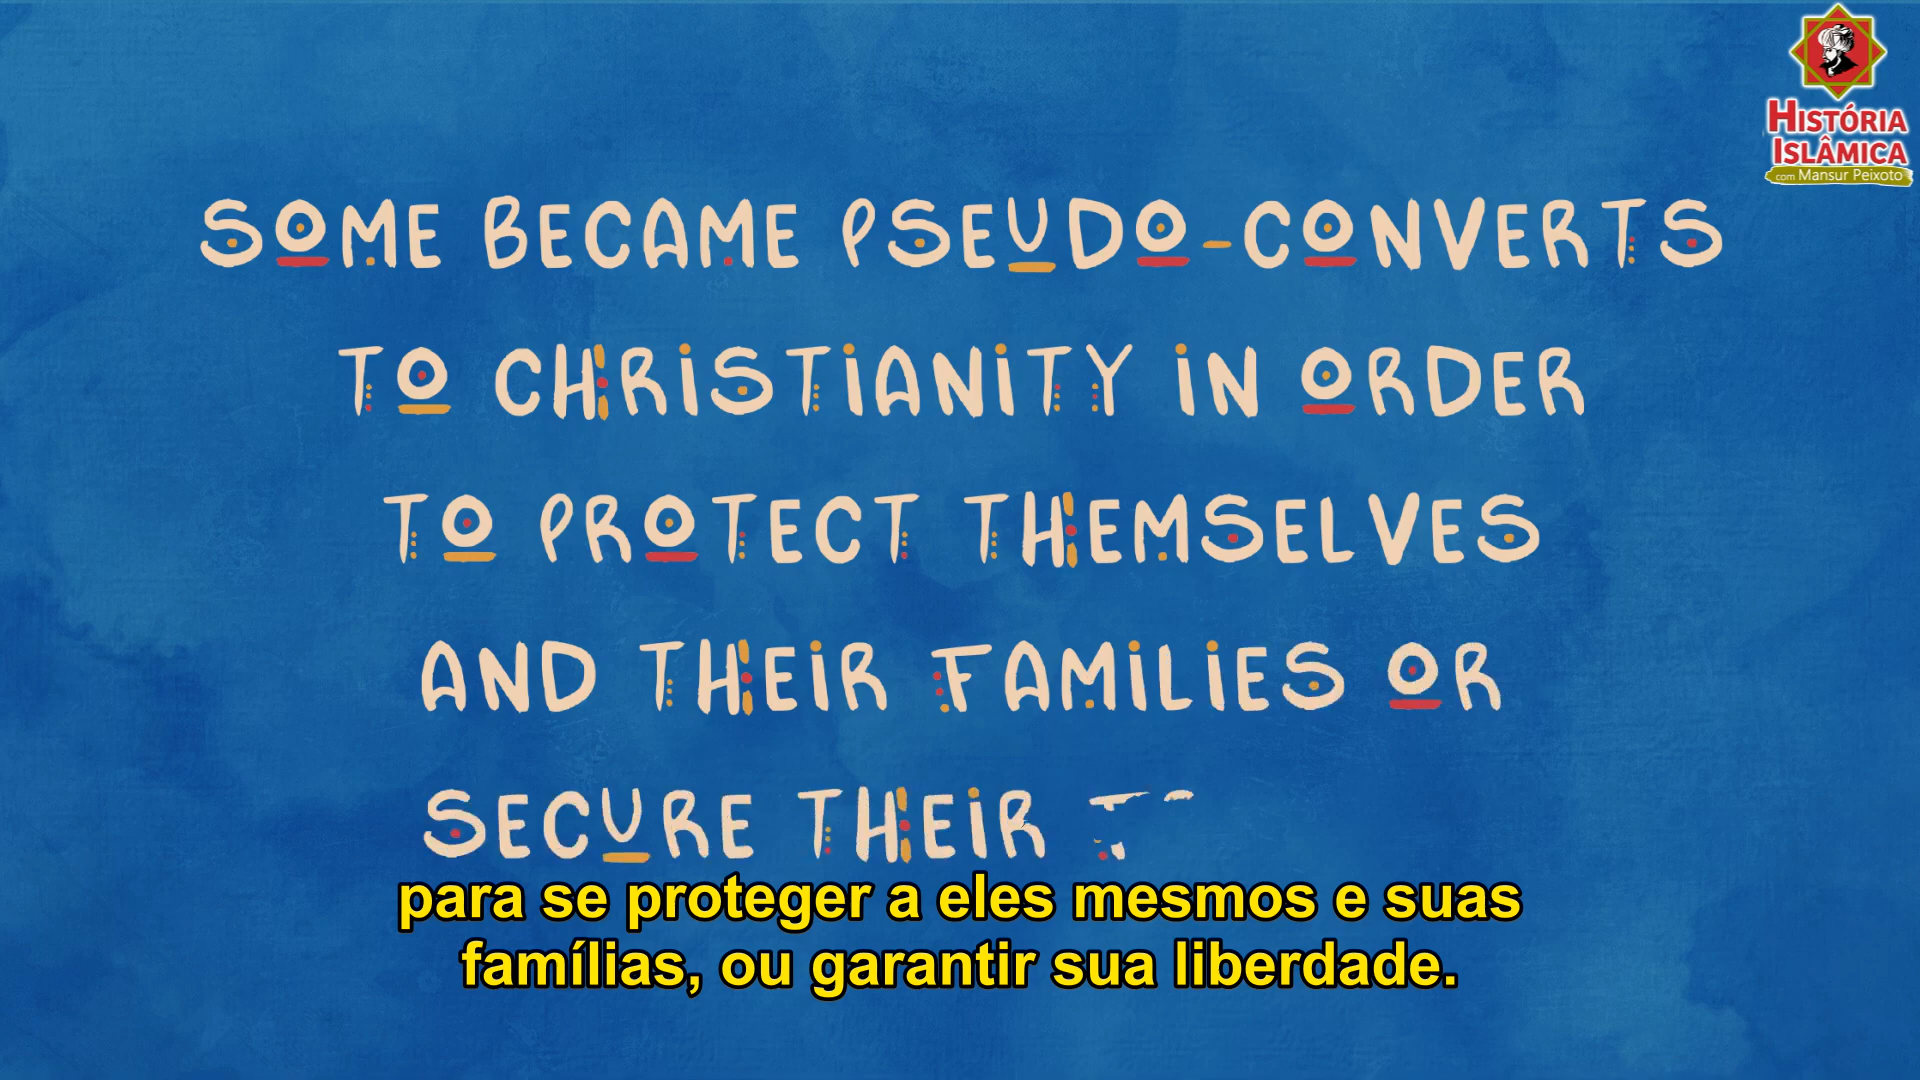 HISTÓRIA
ISLÂMICA
com Mansur Peixoto
SOME BECAME PSEUDO-CONVERTS
TO CHRISTIANITY IN ORDER
TO PROTECT THEMSELVES
AND THEIR FAMILIES OR
SECURE THEIR
para se proteger a eles mesmos e suas
famílias, ou garantir sua liberdade.